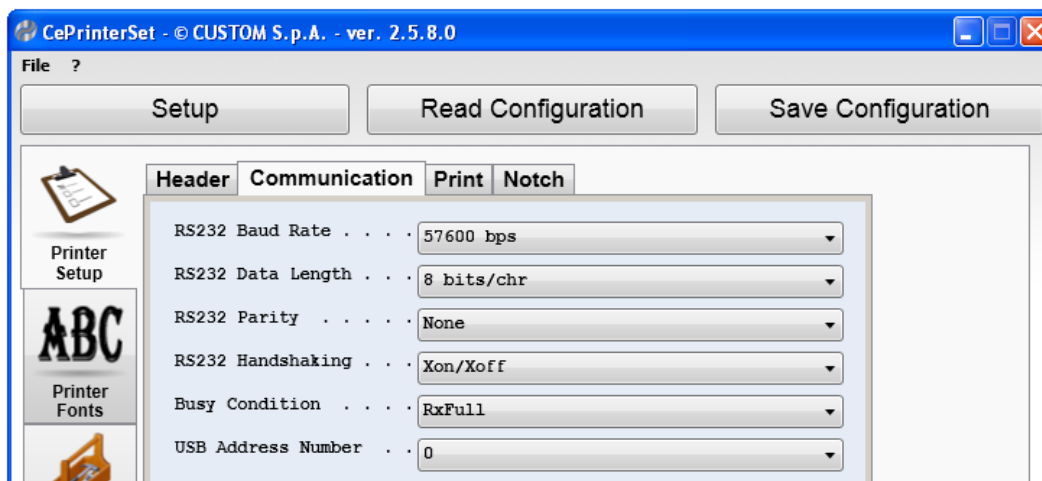 CePrinterSet - © CUSTOM S.p.A. - ver. 2.5.8.0
File ?
Setup Read Configuration Save Configuration
Header Communication Print Notch
Printer
Setup
ABC
Printer
Fonts
RS232 Baud Rate . . . . 57600 bps
RS232 Data Length . . . 8 bits/chr
RS232 Parity . . . . . None
RS232 Handshaking . . . Xon/Xoff
Busy Condition . . . . RxFull
USB Address Number . . 0